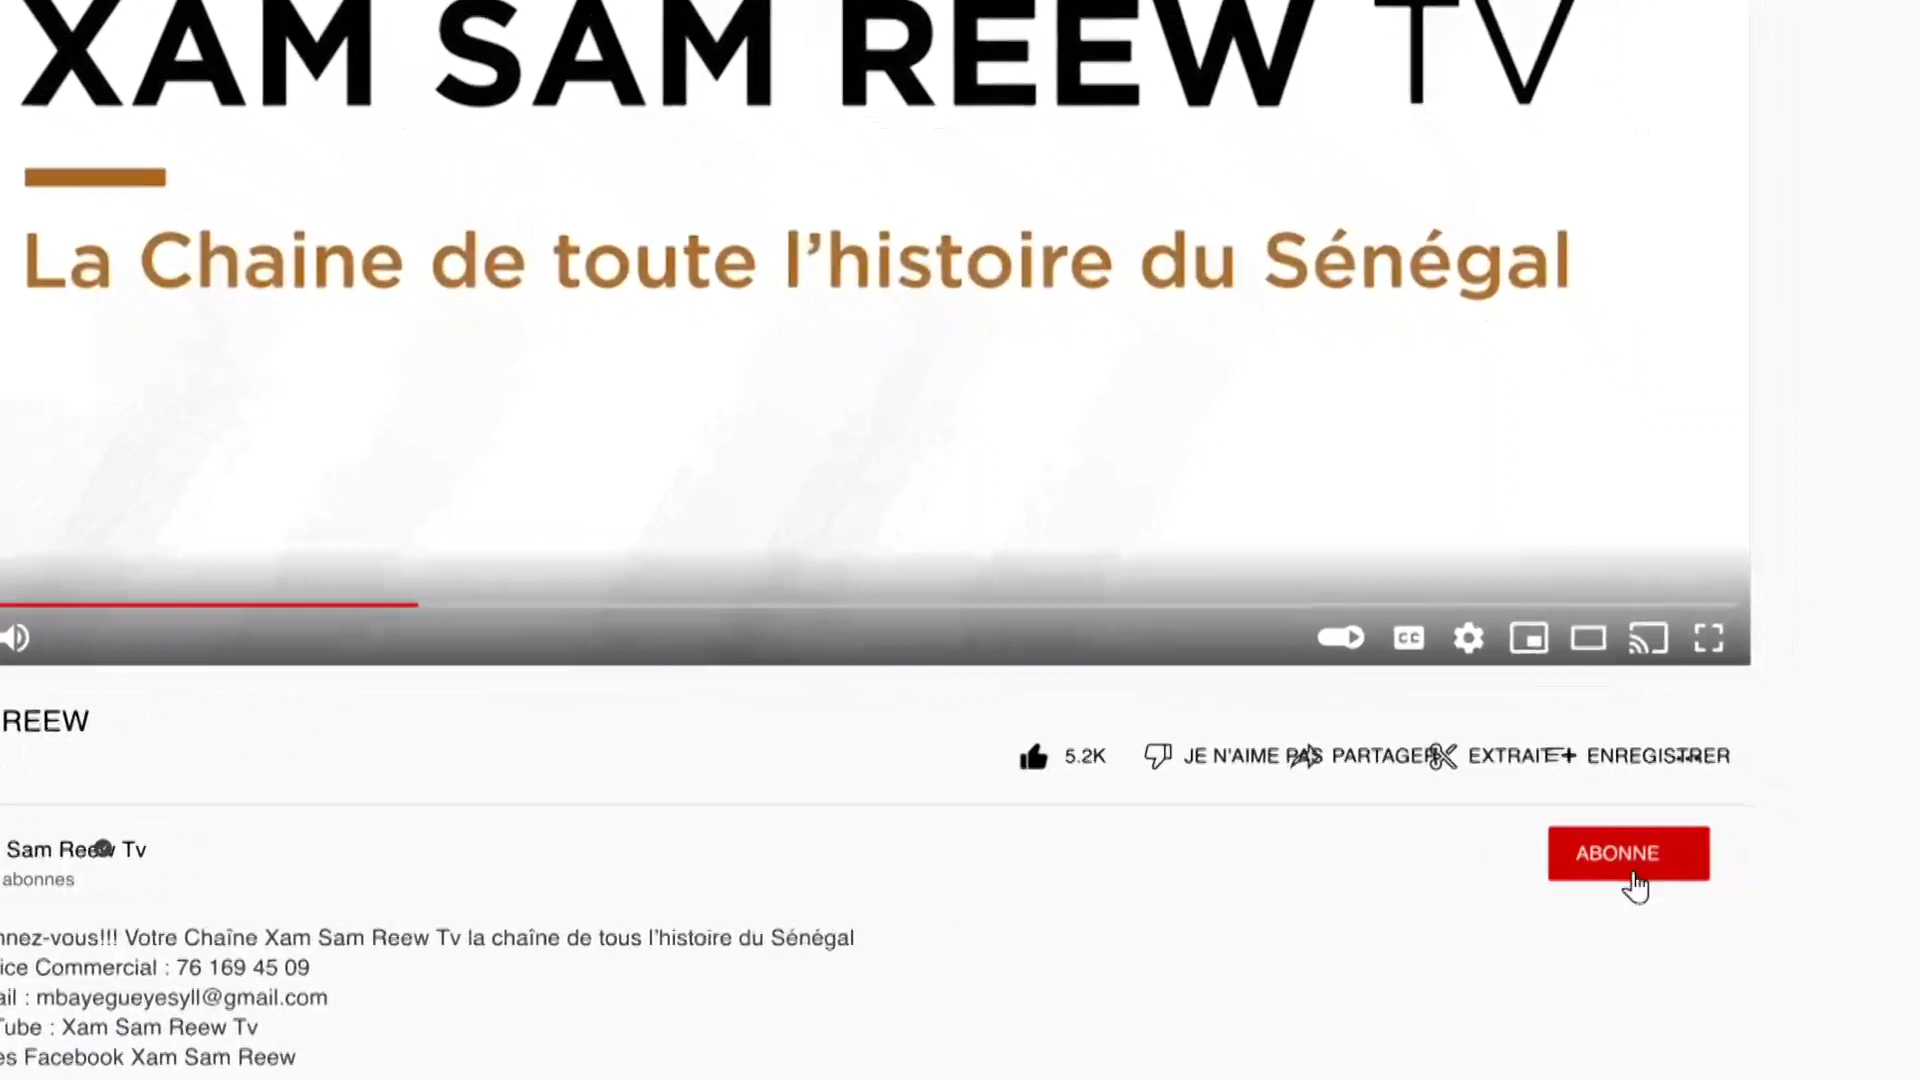 XAM SAM REEW TV
La Chaine de toute l’histoire du Sénégal
CC
REEW
5.2K JE N'AIME PAS PARTAGER EXTRAIT ENREGISTRER
Sam Reew Tv
abonnes
ABONNE
nnez-vous!!! Votre Chaîne Xam Sam Reew Tv la chaîne de tous l'histoire du Sénégal
ice Commercial : 76 169 45 09
ail : mbayegueyesyll@gmail.com
Tube : Xam Sam Reew Tv
es Facebook Xam Sam Reew